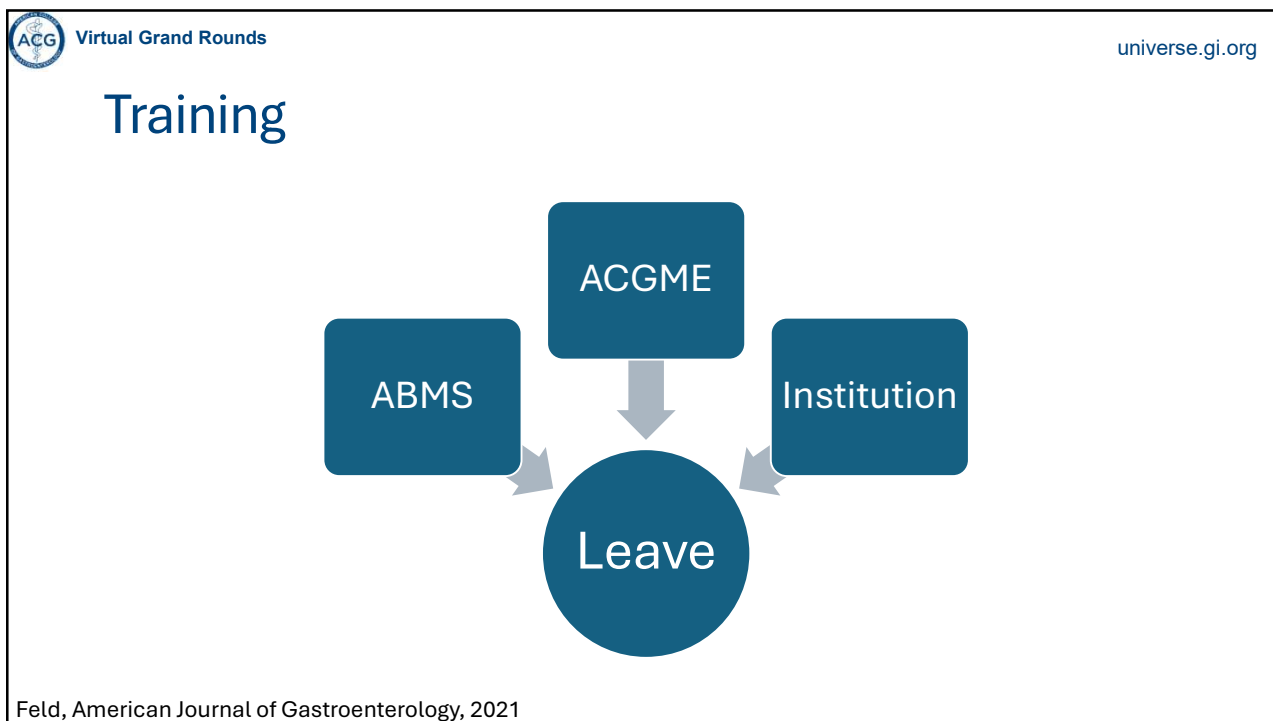 ACG
Virtual Grand Rounds
universe.gi.org
Training
ACGME
ABMS
Institution
Leave
Feld, American Journal of Gastroenterology, 2021